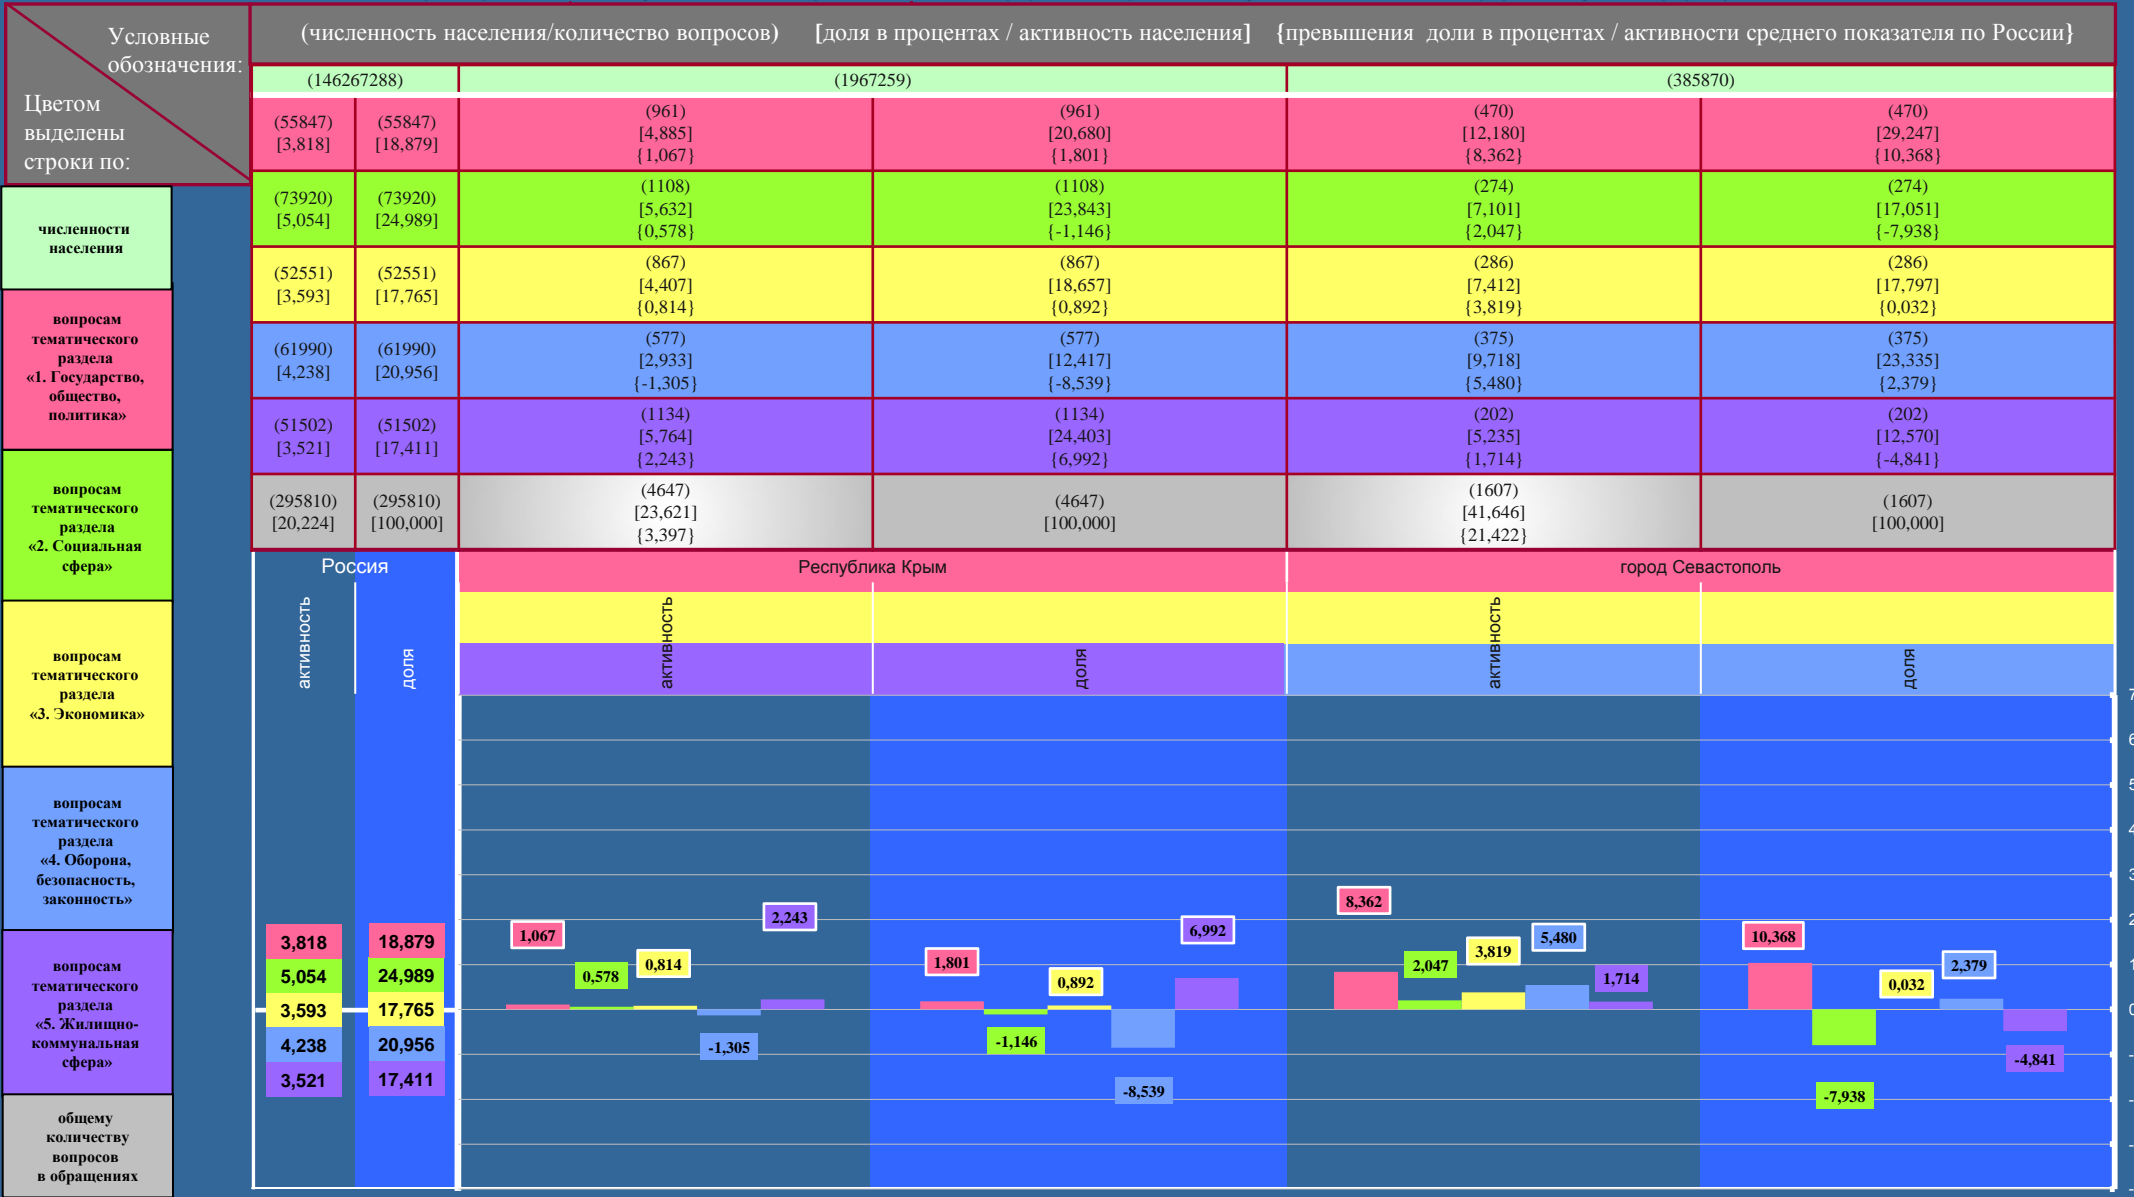 Условные
обозначения:
Цветом
выделены
строки по:
(численность населения/количество вопросов) [доля в процентах / активность населения] {превышения доли в процентах / активности среднего показателя по России}
(146267288) (1967259) (385870)
(55847) (55847) (961) (961) (470) (470)
[3,818] [18,879] [4,885] [20,680] [12,180] [29,247]
{1,067} {1,801} {8,362} {10,368}
(73920) (73920) (1108) (1108) (274) (274)
[5,054] [24,989] [5,632] [23,843] [7,101] [17,051]
{0,578} {-1,146} {2,047} {-7,938}
(52551) (52551) (867) (867) (286) (286)
[3,593] [17,765] [4,407] [18,657] [7,412] [17,797]
{0,814} {0,892} {3,819} {0,032}
(61990) (61990) (577) (577) (375) (375)
[4,238] [20,956] [2,933] [12,417] [9,718] [23,335]
{-1,305} {-8,539} {5,480} {2,379}
(51502) (51502) (1134) (1134) (202) (202)
[3,521] [17,411] [5,764] [24,403] [5,235] [12,570]
{2,243} {6,992} {1,714} {-4,841}
(295810) (295810) (4647) (4647) (1607) (1607)
[20,224] [100,000] [23,621] [100,000] [41,646] [100,000]
{3,397} {21,422}
численности
населения
вопросам
тематического
раздела
«1. Государство,
общество,
политика»
вопросам
тематического
раздела
«2. Социальная
сфера»
вопросам
тематического
раздела
«3. Экономика»
вопросам
тематического
раздела
«4. Оборона,
безопасность,
законность»
вопросам
тематического
раздела
«5. Жилищно-
коммунальная
сфера»
общему
количеству
вопросов
в обращениях
Россия Республика Крым город Севастополь
активность доля активность доля активность доля
3,818 18,879
5,054 24,989
3,593 17,765
4,238 20,956
3,521 17,411
1,067 0,578 0,814 -1,305 2,243
1,801 -1,146 0,892 -8,539 6,992
8,362 2,047 3,819 5,480 1,714
10,368 -7,938 0,032 2,379 -4,841